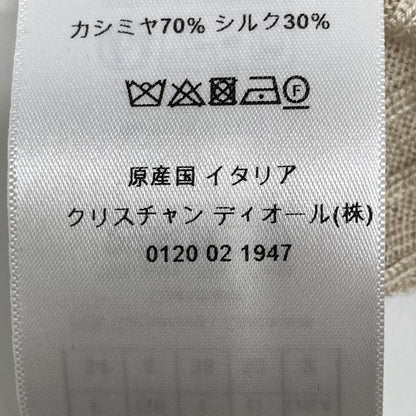 カシミヤ70% シルク30%
F
原産国 イタリア
クリスチャン ディオール(株)
0120 02 1947